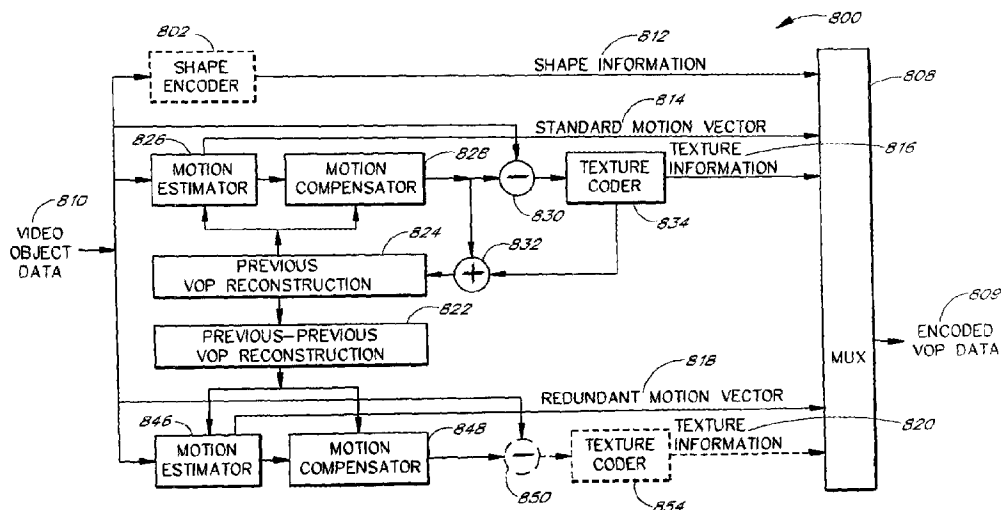 800
802
SHAPE
ENCODER
812
SHAPE INFORMATION
808
814
STANDARD MOTION VECTOR
826
MOTION
ESTIMATOR
828
MOTION
COMPENSATOR
−
830
TEXTURE
CODER
834
TEXTURE
INFORMATION
816
810
VIDEO
OBJECT
DATA
824
PREVIOUS
VOP RECONSTRUCTION
832
+
822
PREVIOUS-PREVIOUS
VOP RECONSTRUCTION
809
ENCODED
VOP DATA
MUX
818
REDUNDANT MOTION VECTOR
846
MOTION
ESTIMATOR
848
MOTION
COMPENSATOR
−
850
TEXTURE
CODER
854
TEXTURE
INFORMATION
820